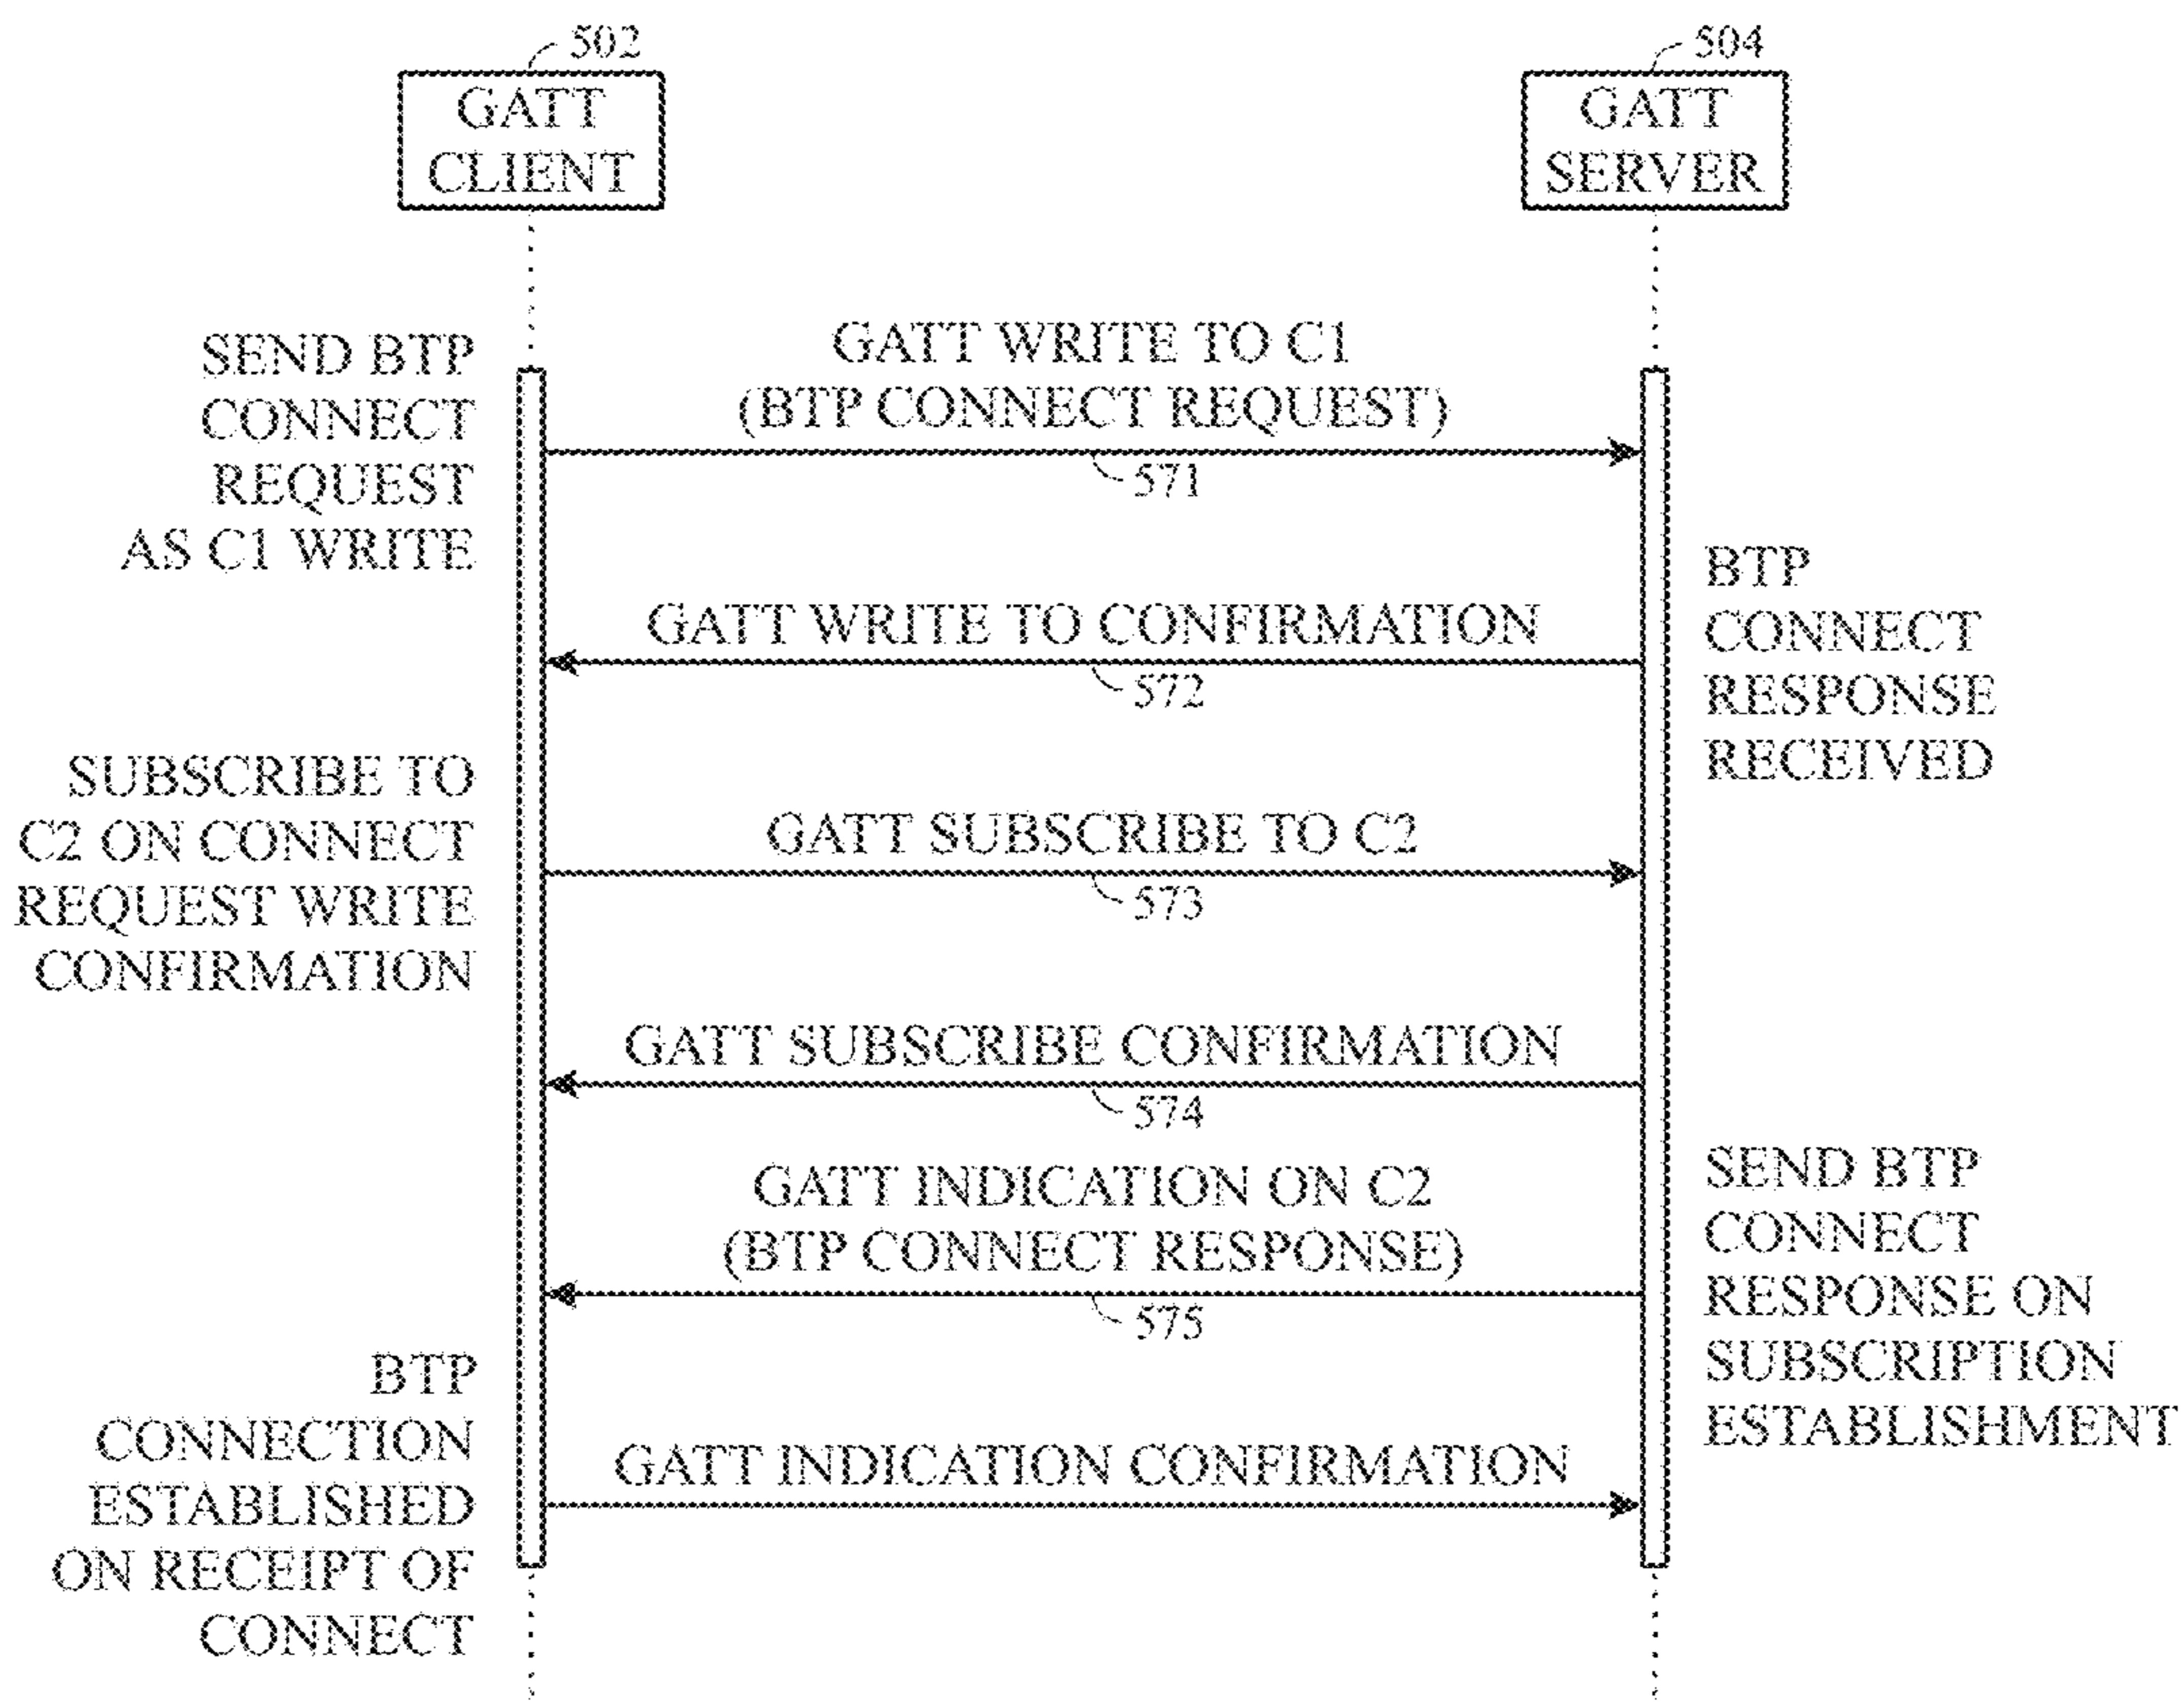 502
GATT
CLIENT
504
GATT
SERVER
SEND BTP
CONNECT
REQUEST
AS C1 WRITE
GATT WRITE TO C1
(BTP CONNECT REQUEST)
571
BTP
CONNECT
RESPONSE
RECEIVED
GATT WRITE TO CONFIRMATION
572
SUBSCRIBE TO
C2 ON CONNECT
REQUEST WRITE
CONFIRMATION
GATT SUBSCRIBE TO C2
573
GATT SUBSCRIBE CONFIRMATION
574
GATT INDICATION ON C2
(BTP CONNECT RESPONSE)
575
SEND BTP
CONNECT
RESPONSE ON
SUBSCRIPTION
ESTABLISHMENT
BTP
CONNECTION
ESTABLISHED
ON RECEIPT OF
CONNECT
GATT INDICATION CONFIRMATION